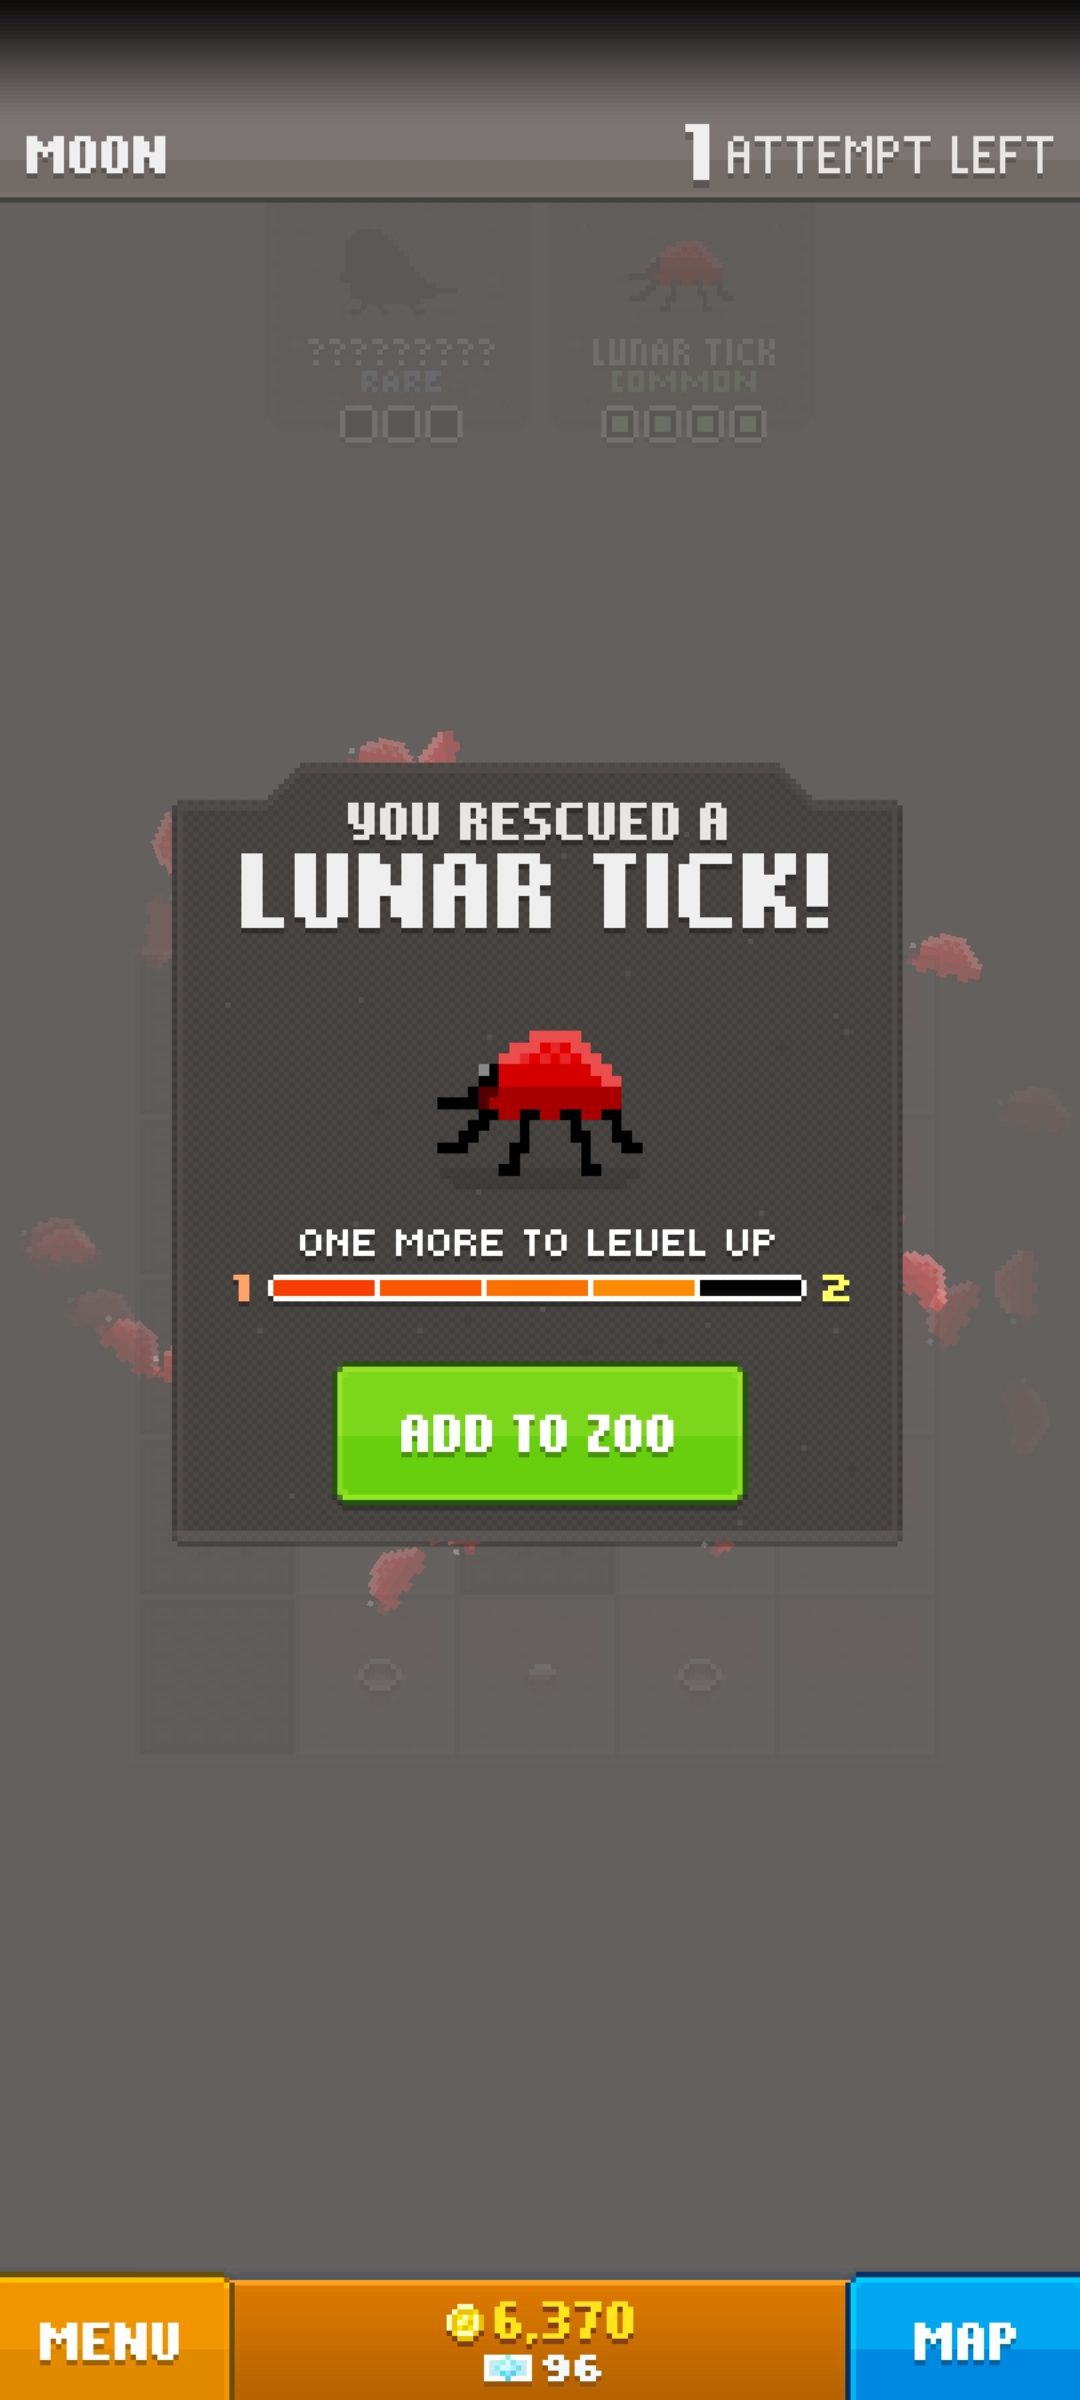 MOON
1 ATTEMPT LEFT
?????????
RARE
LUNAR TICK
COMMON
YOU RESCUED A
LUNAR TICK!
ONE MORE TO LEVEL UP
1
2
ADD TO ZOO
MENU
6,370
96
MAP